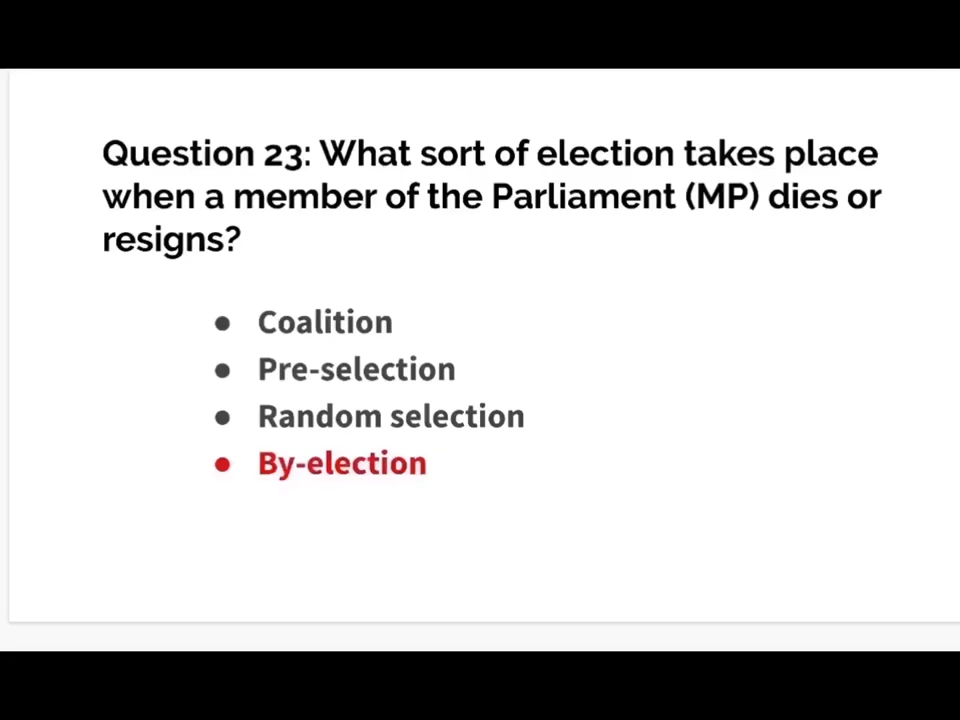 Question 23: What sort of election takes place
when a member of the Parliament (MP) dies or
resigns?
● Coalition
● Pre-selection
● Random selection
● By-election